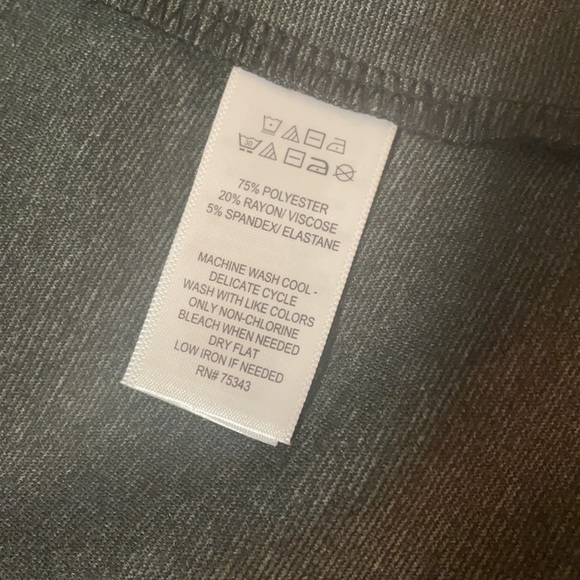 75% POLYESTER
20% RAYON/ VISCOSE
5% SPANDEX/ ELASTANE
MACHINE WASH COOL -
DELICATE CYCLE
WASH WITH LIKE COLORS
ONLY NON-CHLORINE
BLEACH WHEN NEEDED
DRY FLAT
LOW IRON IF NEEDED
RN# 75343